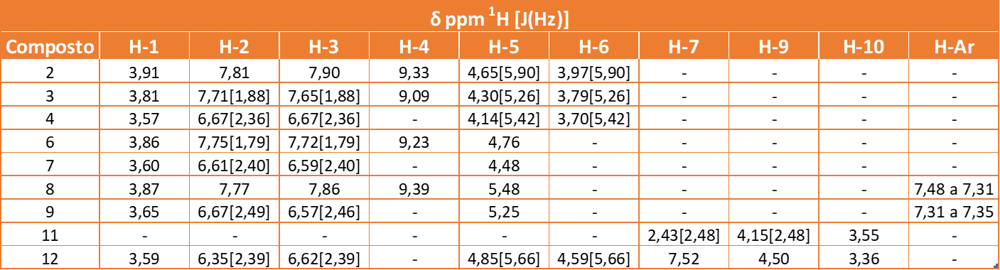 δ ppm ¹H [J(Hz)]
Composto H-1 H-2 H-3 H-4 H-5 H-6 H-7 H-9 H-10 H-Ar
2 3,91 7,81 7,90 9,33 4,65[5,90] 3,97[5,90] - - - -
3 3,81 7,71[1,88] 7,65[1,88] 9,09 4,30[5,26] 3,79[5,26] - - - -
4 3,57 6,67[2,36] 6,67[2,36] - 4,14[5,42] 3,70[5,42] - - - -
6 3,86 7,75[1,79] 7,72[1,79] 9,23 4,76 - - - - -
7 3,60 6,61[2,40] 6,59[2,40] - 4,48 - - - - -
8 3,87 7,77 7,86 9,39 5,48 - - - - 7,48 a 7,31
9 3,65 6,67[2,49] 6,57[2,46] - 5,25 - - - - 7,31 a 7,35
11 - - - - - - 2,43[2,48] 4,15[2,48] 3,55 -
12 3,59 6,35[2,39] 6,62[2,39] - 4,85[5,66] 4,59[5,66] 7,52 4,50 3,36 -